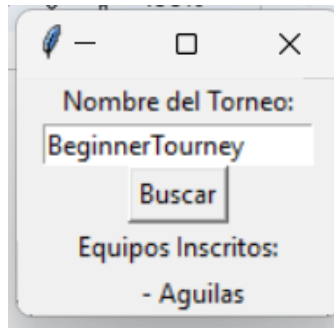 Nombre del Torneo:
BeginnerTourney
Buscar
Equipos Inscritos:
- Aguilas